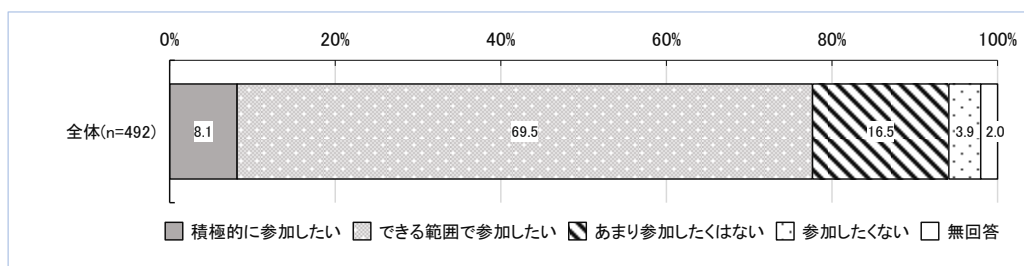 0% 20% 40% 60% 80% 100%
全体(n=492) 8.1 69.5 16.5 3.9 2.0
積極的に参加したい できる範囲で参加したい あまり参加したくはない 参加したくない 無回答